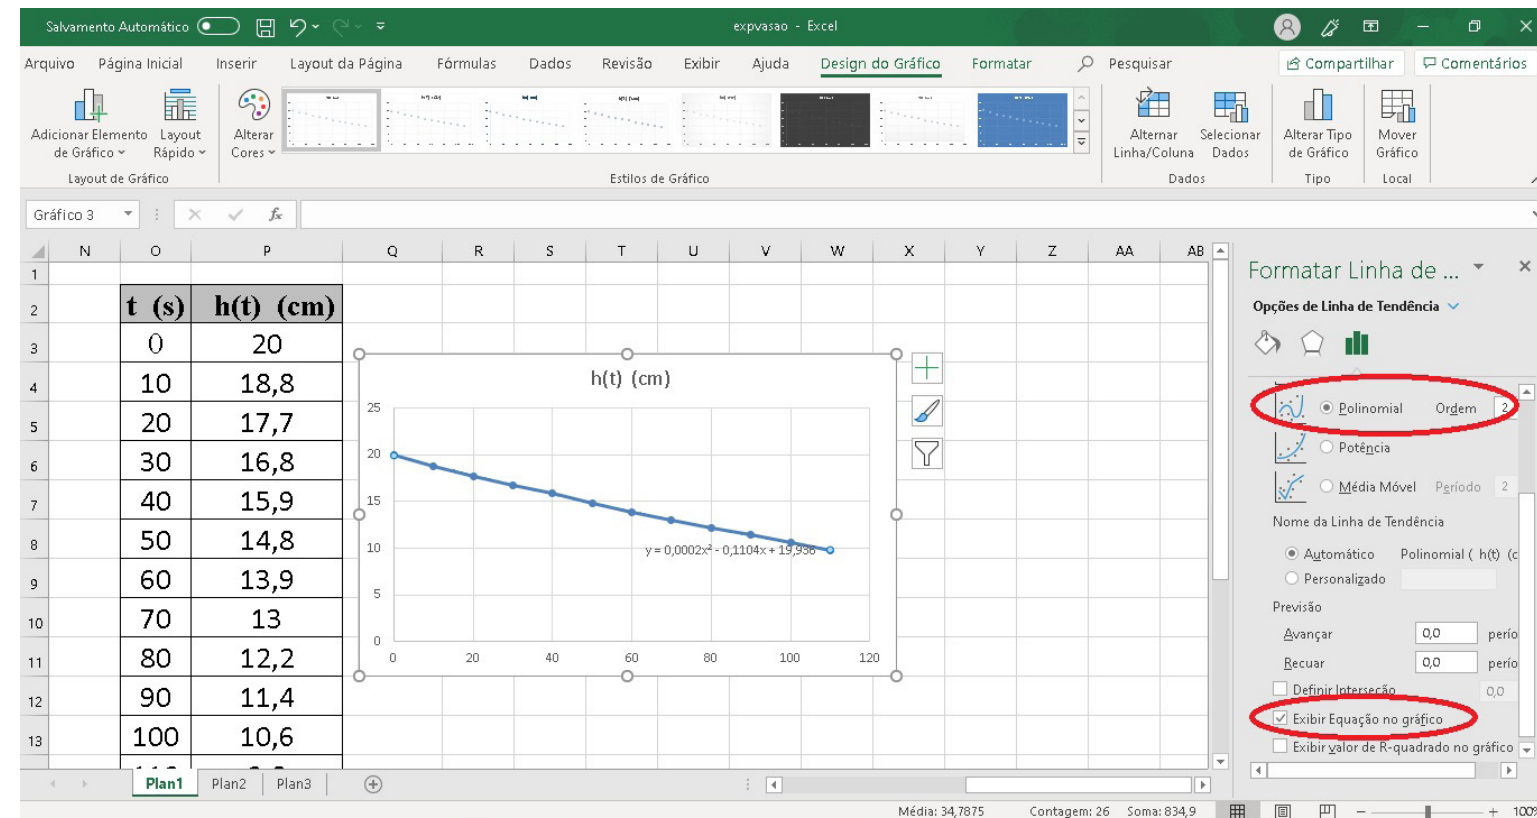 Salvamento Automático
expvasao - Excel
Arquivo Página Inicial Inserir Layout da Página Fórmulas Dados Revisão Exibir Ajuda Design do Gráfico Formatar Pesquisar Compartilhar Comentários
Adicionar Elemento de Gráfico
Layout Rápido
Alterar Cores
Alternar Linha/Coluna
Selecionar Dados
Alterar Tipo de Gráfico
Mover Gráfico
Layout de Gráfico Estilos de Gráfico Dados Tipo Local
Gráfico 3 fx
N O P Q R S T U V W X Y Z AA AB
1
2 t (s) h(t) (cm)
3 0 20
4 10 18,8
5 20 17,7
6 30 16,8
7 40 15,9
8 50 14,8
9 60 13,9
10 70 13
11 80 12,2
12 90 11,4
13 100 10,6
h(t) (cm)
25
20
15
10
5
0
0 20 40 60 80 100 120
y = 0,0002x² - 0,1104x + 19,936
Formatar Linha de ...
Opções de Linha de Tendência
Polinomial Ordem 2
Potência
Média Móvel Período 2
Nome da Linha de Tendência
Automático Polinomial ( h(t) (c
Personalizado
Previsão
Avançar 0,0 perío
Recuar 0,0 perío
Definir Interseção 0,0
Exibir Equação no gráfico
Exibir valor de R-quadrado no gráfico
Plan1 Plan2 Plan3
Média: 34,7875 Contagem: 26 Soma: 834,9 100%